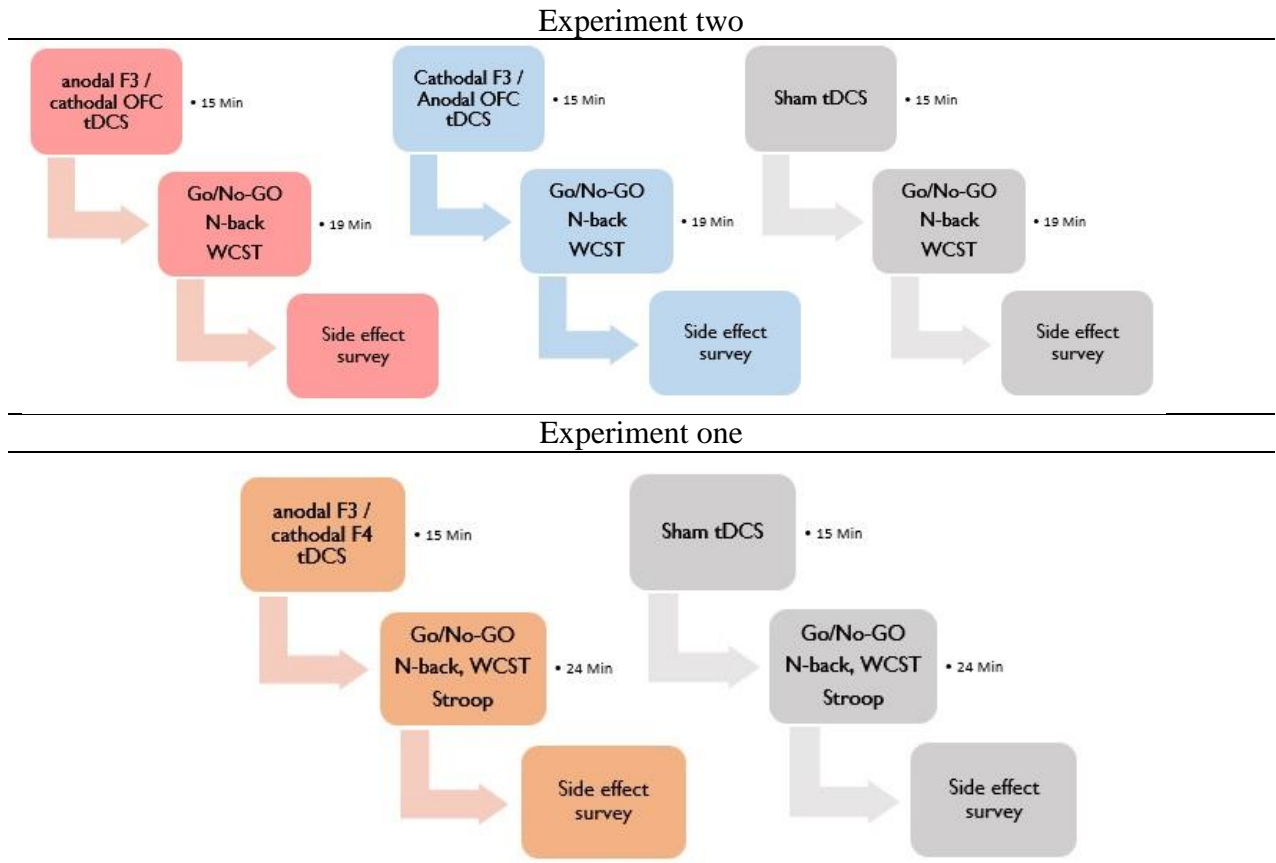 Experiment two
anodal F3 /
cathodal OFC
tDCS
• 15 Min
Cathodal F3 /
Anodal OFC
tDCS
• 15 Min
Sham tDCS
• 15 Min
Go/No-GO
N-back
WCST
• 19 Min
Go/No-GO
N-back
WCST
• 19 Min
Go/No-GO
N-back
WCST
• 19 Min
Side effect
survey
Side effect
survey
Side effect
survey
Experiment one
anodal F3 /
cathodal F4
tDCS
• 15 Min
Sham tDCS
• 15 Min
Go/No-GO
N-back, WCST
Stroop
• 24 Min
Go/No-GO
N-back, WCST
Stroop
• 24 Min
Side effect
survey
Side effect
survey